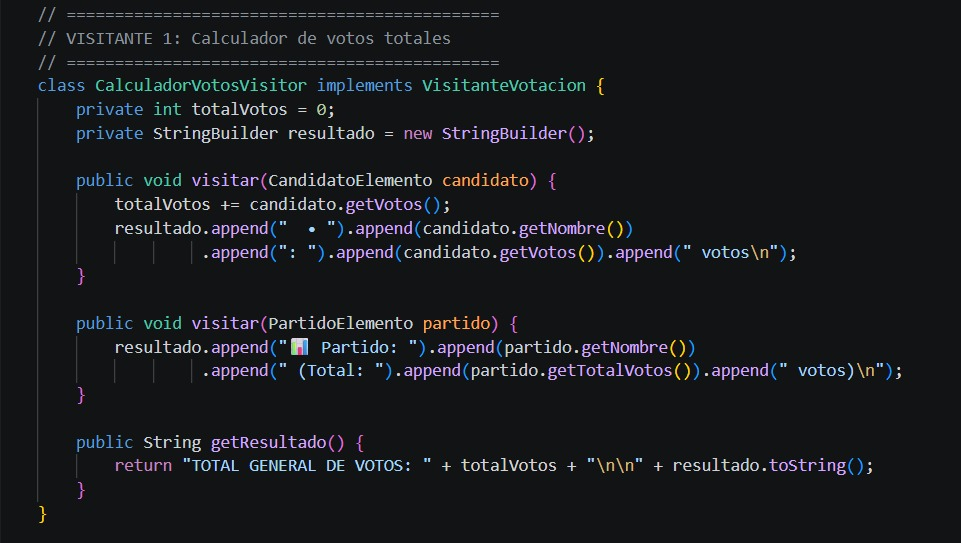 // =============================================
// VISITANTE 1: Calculador de votos totales
// =============================================
class CalculadorVotosVisitor implements VisitanteVotacion {
    private int totalVotos = 0;
    private StringBuilder resultado = new StringBuilder();

    public void visitar(CandidatoElemento candidato) {
        totalVotos += candidato.getVotos();
        resultado.append("  • ").append(candidato.getNombre())
                 .append(": ").append(candidato.getVotos()).append(" votos\n");
    }

    public void visitar(PartidoElemento partido) {
        resultado.append("📊 Partido: ").append(partido.getNombre())
                 .append(" (Total: ").append(partido.getTotalVotos()).append(" votos)\n");
    }

    public String getResultado() {
        return "TOTAL GENERAL DE VOTOS: " + totalVotos + "\n\n" + resultado.toString();
    }
}